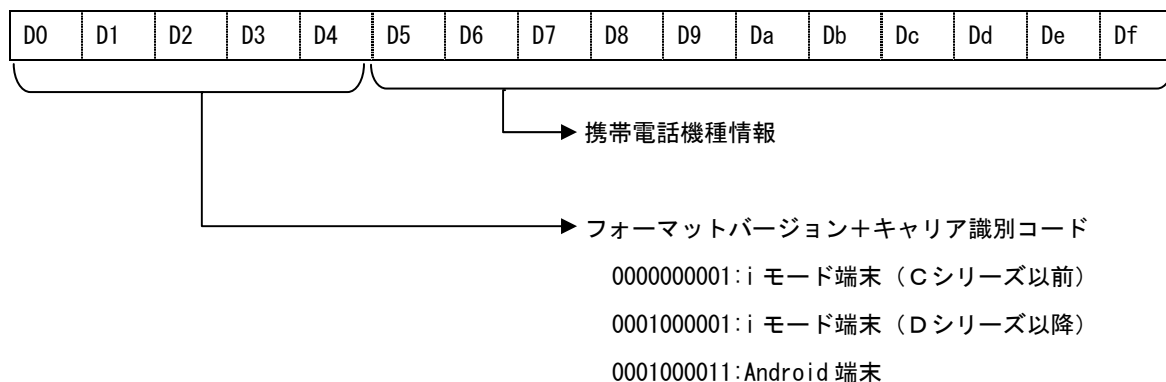 D0 D1 D2 D3 D4 D5 D6 D7 D8 D9 Da Db Dc Dd De Df
携帯電話機種情報
フォーマットバージョン＋キャリア識別コード
0000000001:i モード端末（Ｃシリーズ以前）
0001000001:i モード端末（Ｄシリーズ以降）
0001000011:Android 端末